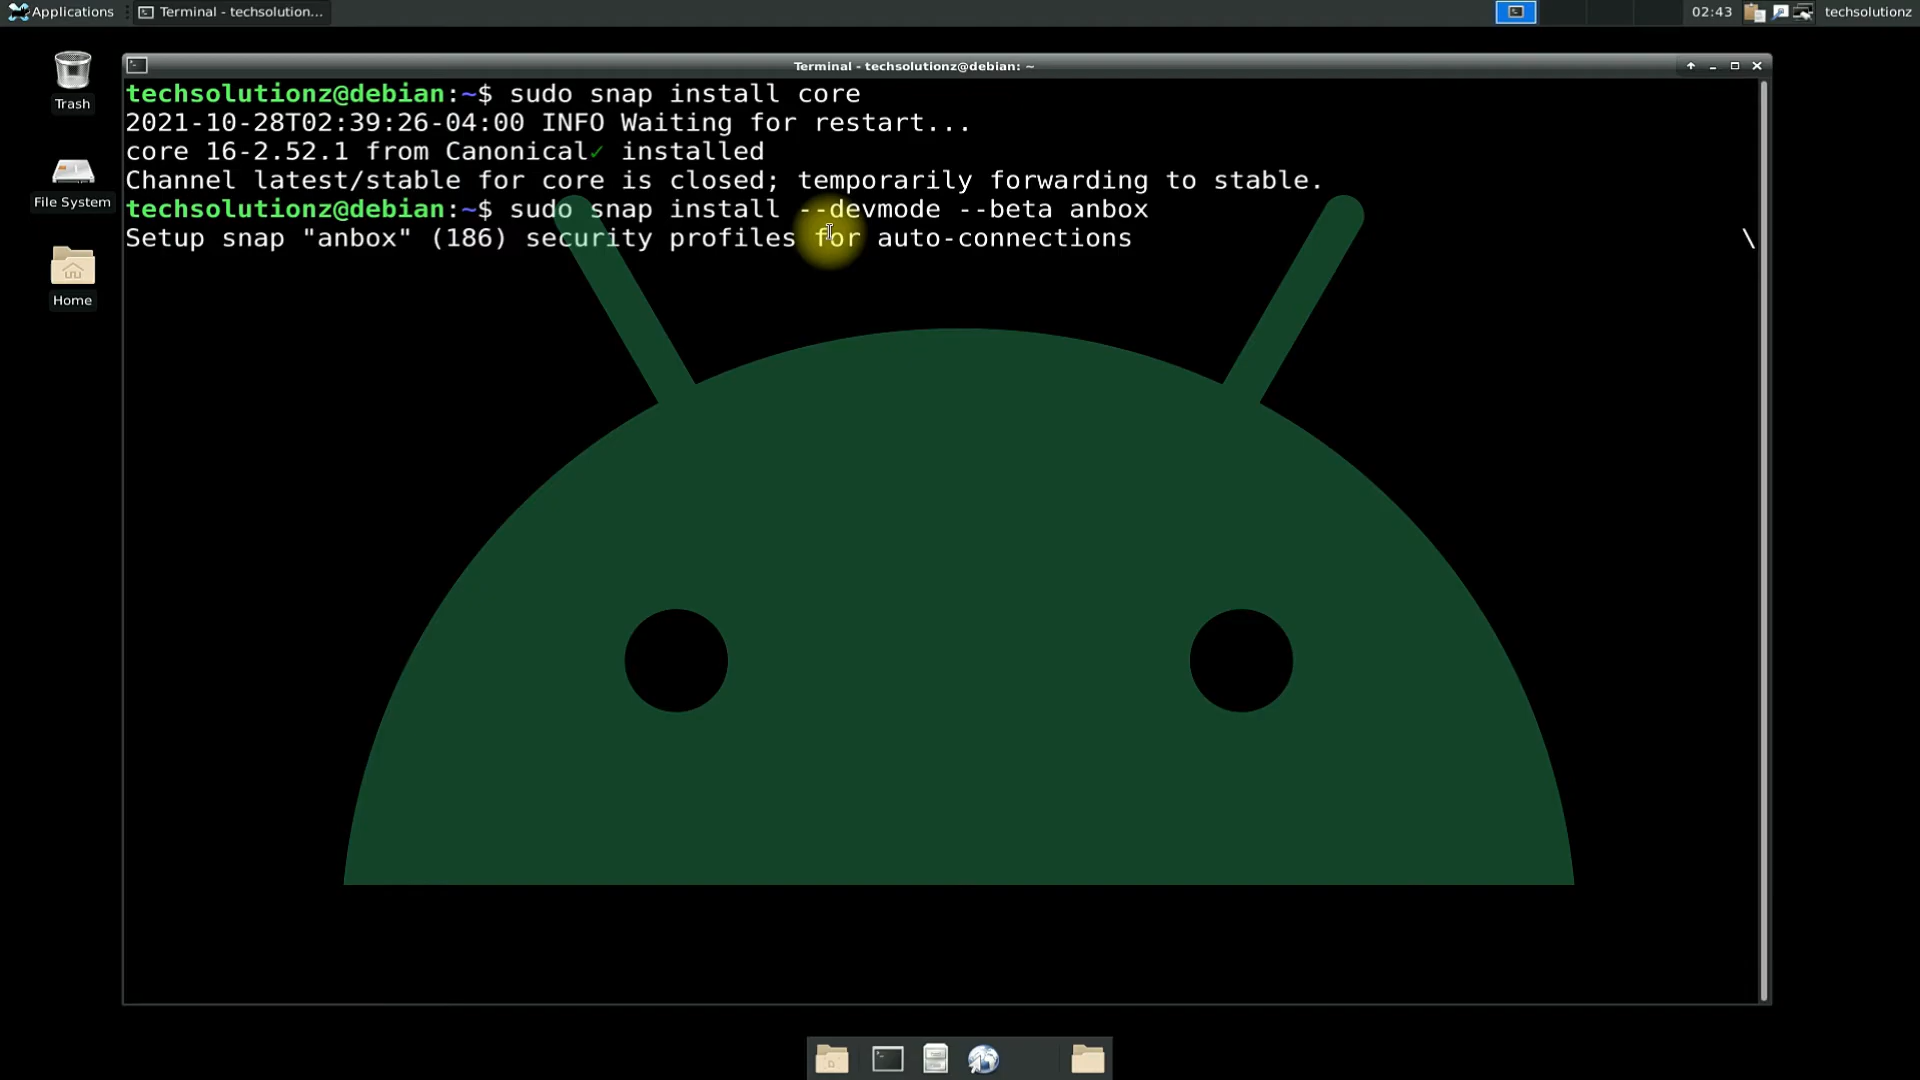 Applications
Terminal - techsolution...
02:43
techsolutionz
Terminal - techsolutionz@debian: ~
Trash
File System
Home
techsolutionz@debian:~$ sudo snap install core
2021-10-28T02:39:26-04:00 INFO Waiting for restart...
core 16-2.52.1 from Canonical✓ installed
Channel latest/stable for core is closed; temporarily forwarding to stable.
techsolutionz@debian:~$ sudo snap install --devmode --beta anbox
Setup snap "anbox" (186) security profiles for auto-connections \